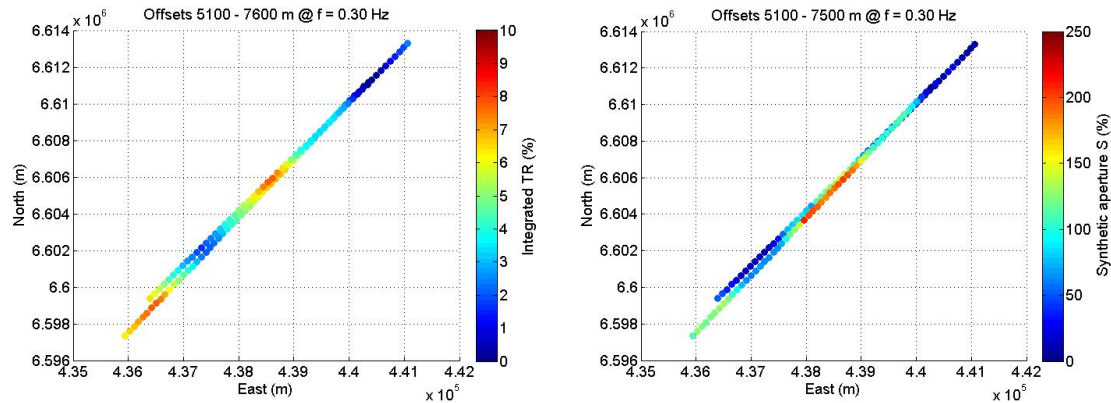 Offsets 5100 - 7600 m @ f = 0.30 Hz
x 10^6
6.614
6.612
6.61
6.608
6.606
6.604
6.602
6.6
6.598
6.596
North (m)
4.35 4.36 4.37 4.38 4.39 4.4 4.41 4.42
East (m)
x 10^5
10
9
8
7
6
5
4
3
2
1
0
Integrated TR (%)
Offsets 5100 - 7500 m @ f = 0.30 Hz
x 10^6
6.614
6.612
6.61
6.608
6.606
6.604
6.602
6.6
6.598
6.596
North (m)
4.35 4.36 4.37 4.38 4.39 4.4 4.41 4.42
East (m)
x 10^5
250
200
150
100
50
0
Synthetic aperture S (%)